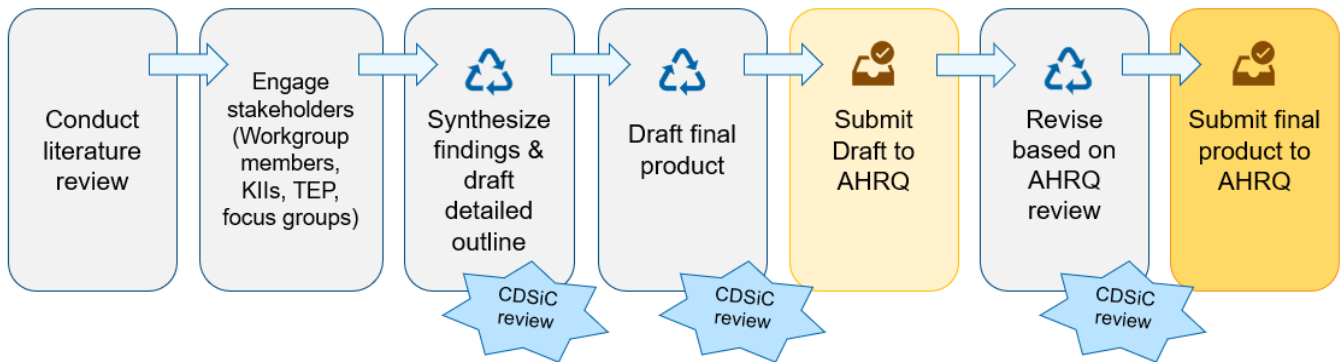 Conduct
literature
review
Engage
stakeholders
(Workgroup
members,
KIIs, TEP,
focus groups)
Synthesize
findings &
draft
detailed
outline
CDSiC
review
Draft final
product
CDSiC
review
Submit
Draft to
AHRQ
Revise
based on
AHRQ
review
CDSiC
review
Submit final
product to
AHRQ